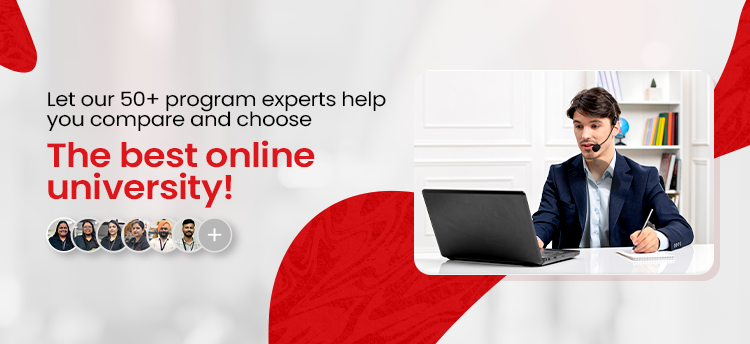 Let our 50+ program experts help
you compare and choose
The best online
university!
+